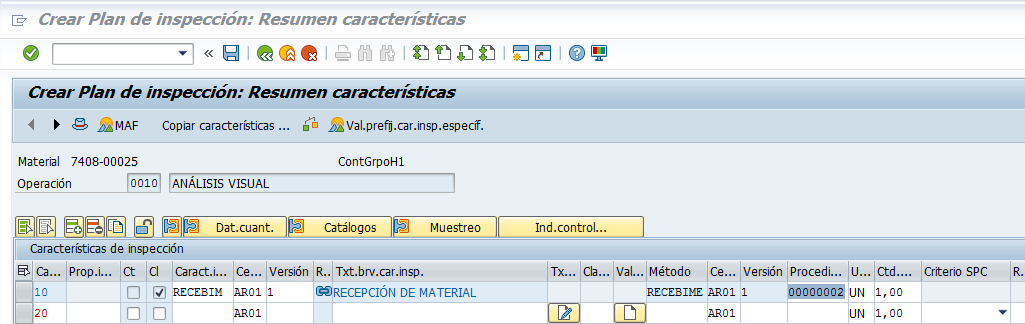 Crear Plan de inspección: Resumen características
Crear Plan de inspección: Resumen características
MAF Copiar características ... Val.prefij.car.insp.específ.
Material 7408-00025 ContGrpoH1
Operación 0010 ANÁLISIS VISUAL
Dat.cuant. Catálogos Muestreo Ind.control...
Características de inspección
Ca... Prop.i... Ct Cl Caract.i... Ce... Versión R.. Txt.brv.car.insp. Tx... Cla... Val... Método Ce... Versión Procedi... U... Ctd.... Criterio SPC R.
10 RECEBIM AR01 1 RECEPCIÓN DE MATERIAL RECEBIME AR01 1 00000002 UN 1,00
20 AR01 AR01 UN 1,00